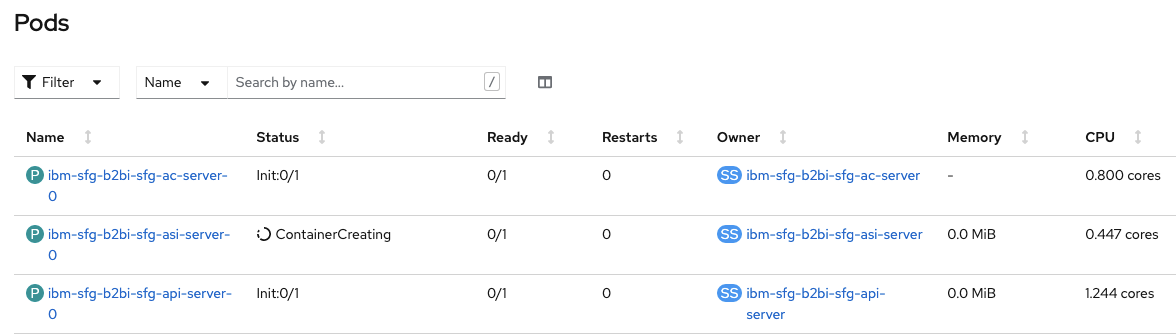 Pods
Filter Name Search by name... /
Name Status Ready Restarts Owner Memory CPU
P ibm-sfg-b2bi-sfg-ac-server- Init:0/1 0/1 0 SS ibm-sfg-b2bi-sfg-ac-server - 0.800 cores
0
P ibm-sfg-b2bi-sfg-asi-server- ContainerCreating 0/1 0 SS ibm-sfg-b2bi-sfg-asi-server 0.0 MiB 0.447 cores
0
P ibm-sfg-b2bi-sfg-api-server- Init:0/1 0/1 0 SS ibm-sfg-b2bi-sfg-api- 0.0 MiB 1.244 cores
0 server